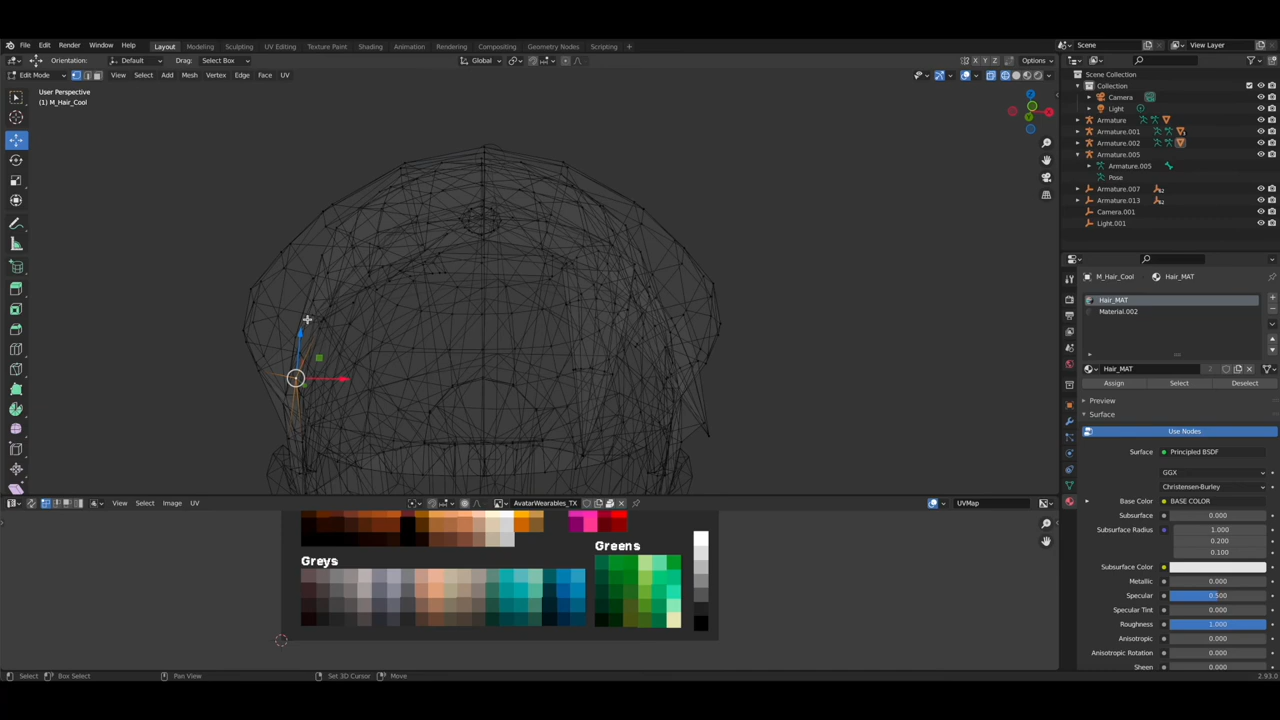 File Edit Render Window Help Layout Modeling Sculpting UV Editing Texture Paint Shading Animation Rendering Compositing Geometry Nodes Scripting + Scene View Layer
Orientation: Default Drag: Select Box Global X Y Z Options
Edit Mode View Select Add Mesh Vertex Edge Face UV
User Perspective
(1) M_Hair_Cool
Scene Collection
Collection
Camera
Light
Armature
Armature.001
Armature.002
Armature.005
Armature.005
Pose
Armature.007
Armature.013
Camera.001
Light.001
M_Hair_Cool Hair_MAT
Hair_MAT
Material.002
Hair_MAT 2
Assign Select Deselect
Preview
Surface
Use Nodes
Surface Principled BSDF
GGX
Christensen-Burley
Base Color BASE COLOR
Subsurface 0.000
Subsurface Radius 1.000
0.200
0.100
Subsurface Color
Metallic 0.000
Specular 0.500
Specular Tint 0.000
Roughness 1.000
Anisotropic 0.000
Anisotropic Rotation 0.000
Sheen 0.000
View Select Image UV AvatarWearables_TX UVMap
Greys
Greens
Select Box Select Pan View Set 3D Cursor Move 2.93.0